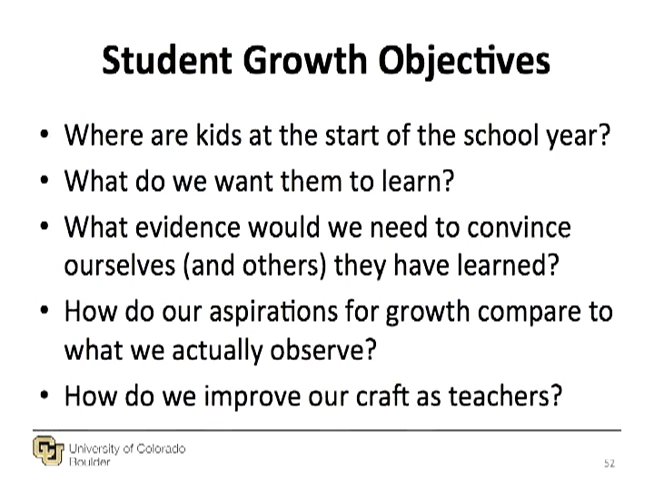 Student Growth Objectives
• Where are kids at the start of the school year?
• What do we want them to learn?
• What evidence would we need to convince
ourselves (and others) they have learned?
• How do our aspirations for growth compare to
what we actually observe?
• How do we improve our craft as teachers?
University of Colorado
Boulder
52